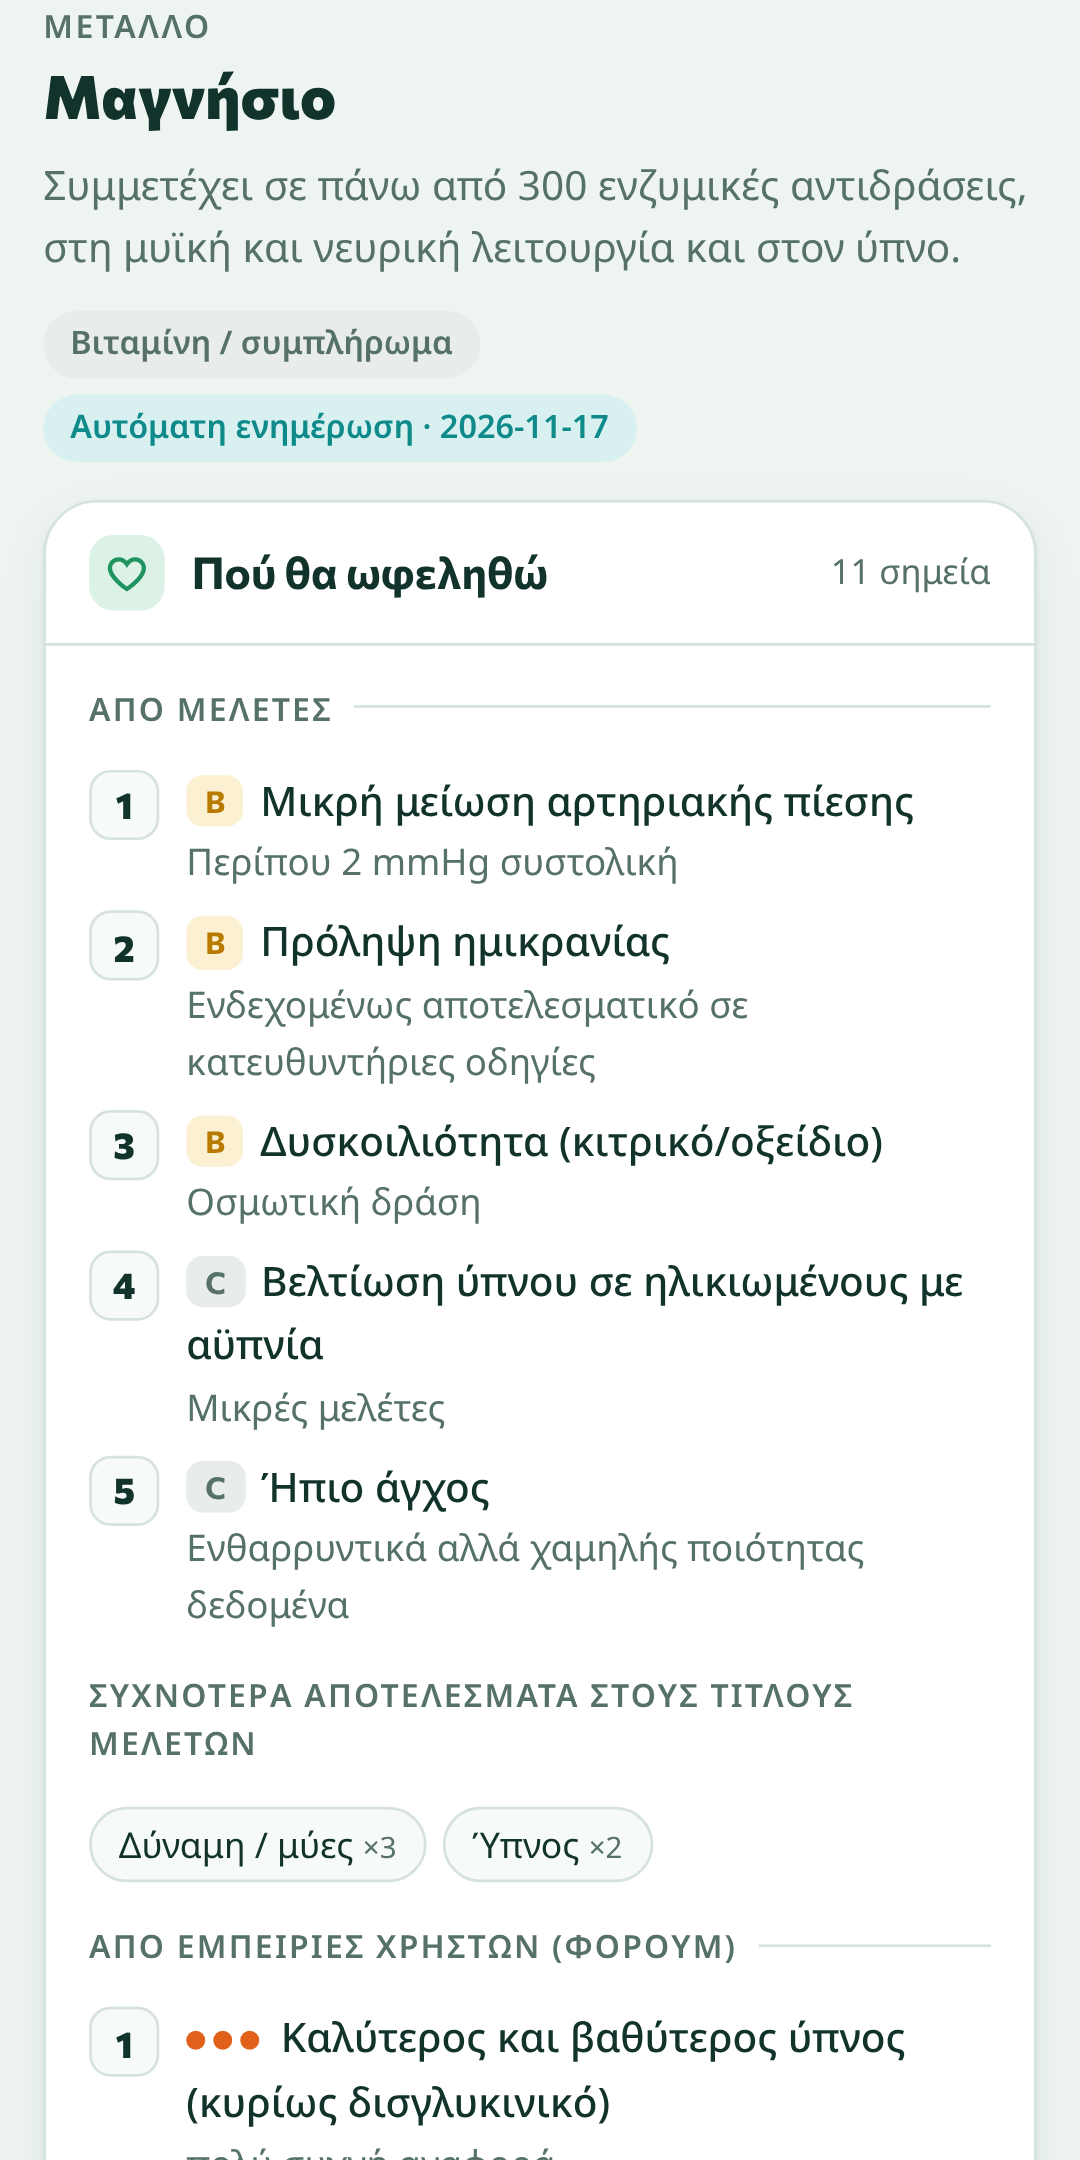 ΜΕΤΑΛΛΟ
Μαγνήσιο
Συμμετέχει σε πάνω από 300 ενζυμικές αντιδράσεις,
στη μυϊκή και νευρική λειτουργία και στον ύπνο.
Βιταμίνη / συμπλήρωμα
Αυτόματη ενημέρωση · 2026-11-17
Πού θα ωφεληθώ 11 σημεία
ΑΠΟ ΜΕΛΕΤΕΣ
1 B Μικρή μείωση αρτηριακής πίεσης
Περίπου 2 mmHg συστολική
2 B Πρόληψη ημικρανίας
Ενδεχομένως αποτελεσματικό σε
κατευθυντήριες οδηγίες
3 B Δυσκοιλιότητα (κιτρικό/οξείδιο)
Οσμωτική δράση
4 C Βελτίωση ύπνου σε ηλικιωμένους με
αϋπνία
Μικρές μελέτες
5 C Ήπιο άγχος
Ενθαρρυντικά αλλά χαμηλής ποιότητας
δεδομένα
ΣΥΧΝΟΤΕΡΑ ΑΠΟΤΕΛΕΣΜΑΤΑ ΣΤΟΥΣ ΤΙΤΛΟΥΣ
ΜΕΛΕΤΩΝ
Δύναμη / μύες ×3 Ύπνος ×2
ΑΠΟ ΕΜΠΕΙΡΙΕΣ ΧΡΗΣΤΩΝ (ΦΟΡΟΥΜ)
1 Καλύτερος και βαθύτερος ύπνος
(κυρίως δισγλυκινικό)
πολύ συχνή αναφορά